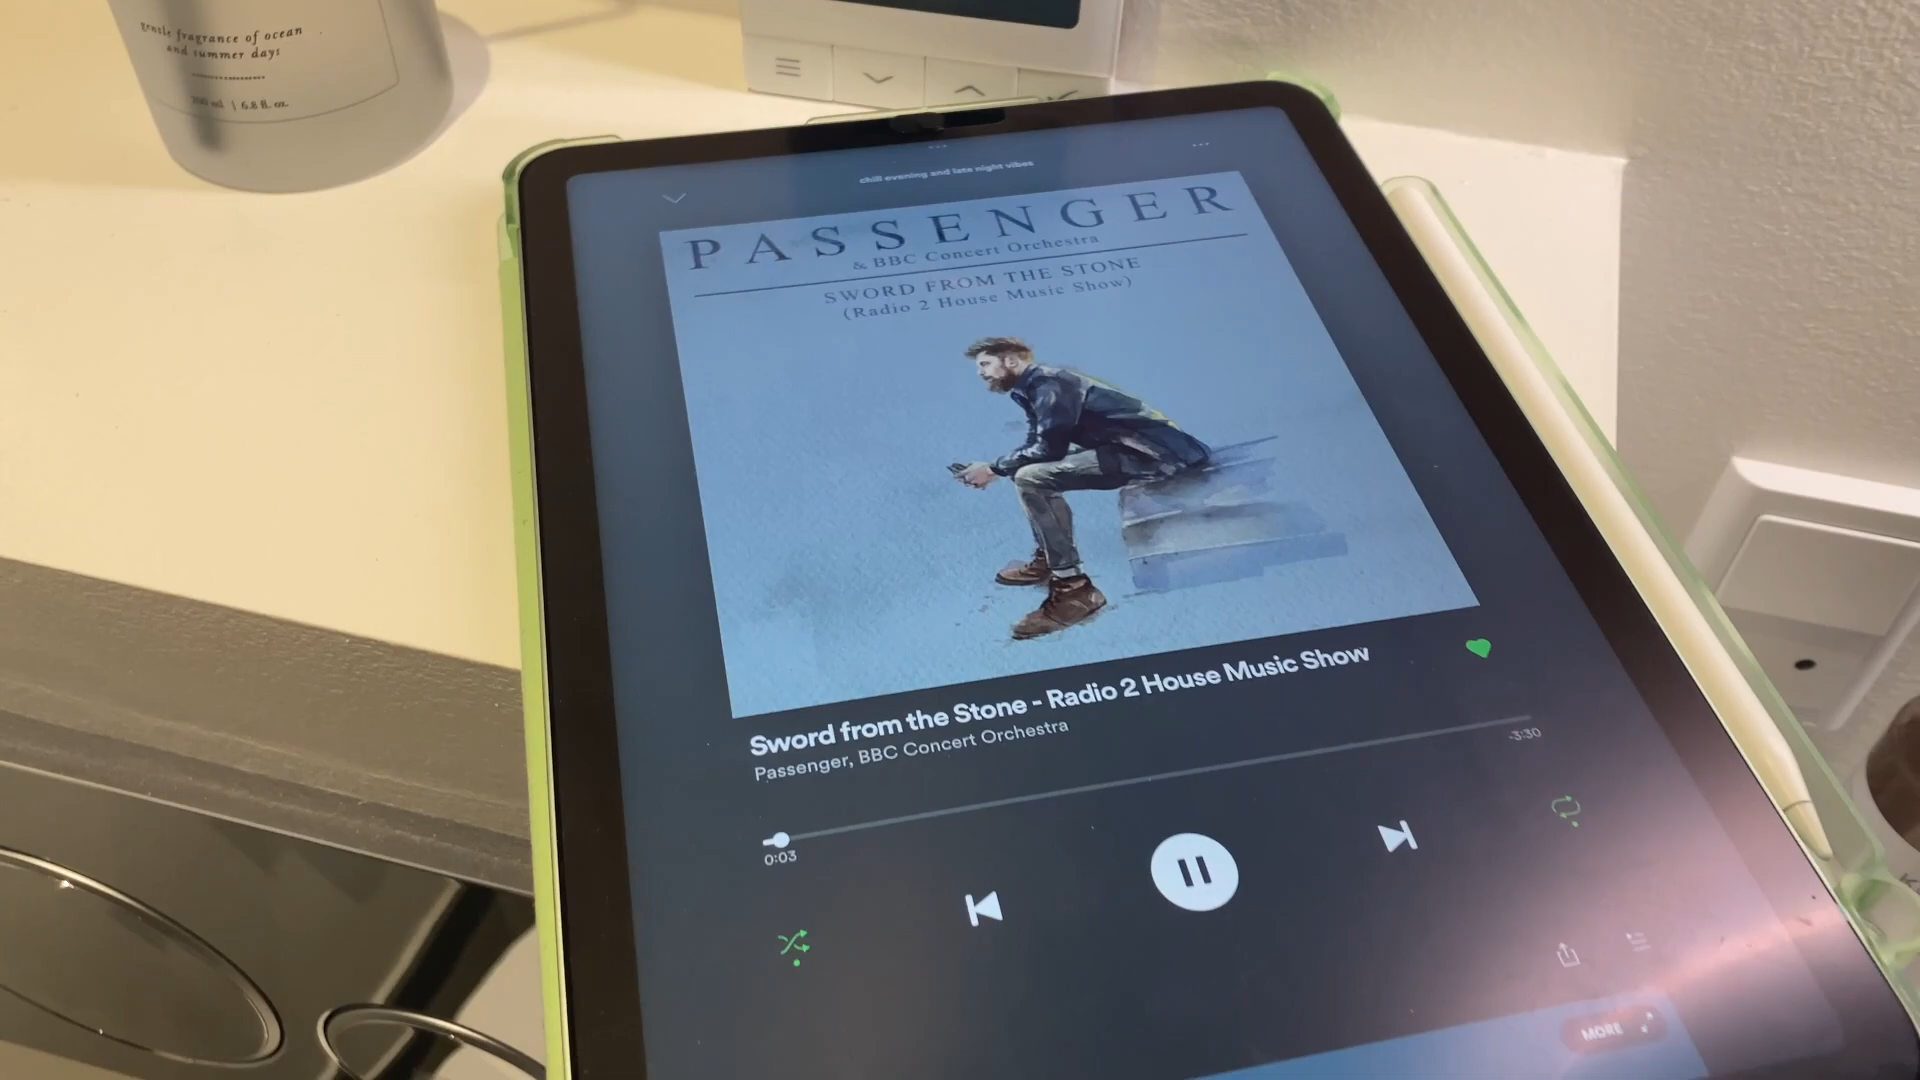 gentle fragrance of ocean
and summer days
200 ml | 6.8 fl. oz.
chill evening and late night vibes
PASSENGER
& BBC Concert Orchestra
SWORD FROM THE STONE
(Radio 2 House Music Show)
Sword from the Stone - Radio 2 House Music Show
Passenger, BBC Concert Orchestra
0:03
-3:30
MORE